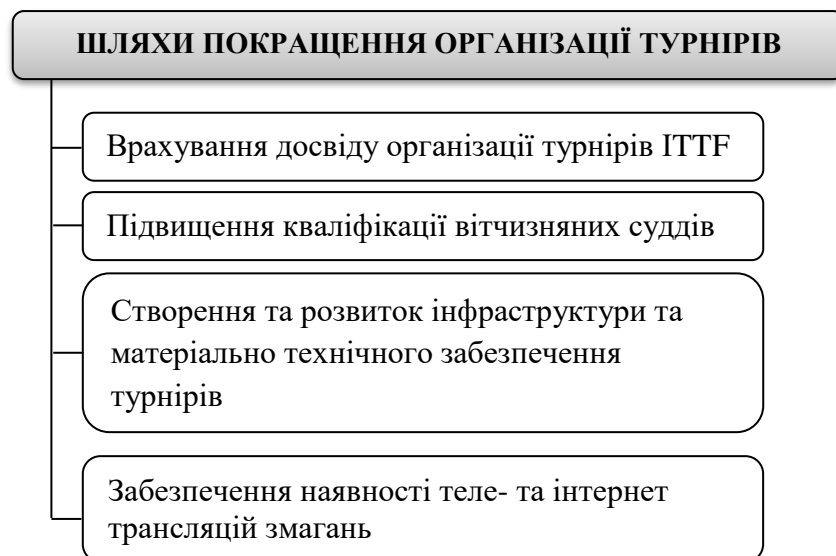 ШЛЯХИ ПОКРАЩЕННЯ ОРГАНІЗАЦІЇ ТУРНІРІВ
Врахування досвіду організації турнірів ITTF
Підвищення кваліфікації вітчизняних суддів
Створення та розвиток інфраструктури та
матеріально технічного забезпечення
турнірів
Забезпечення наявності теле- та інтернет
трансляцій змагань